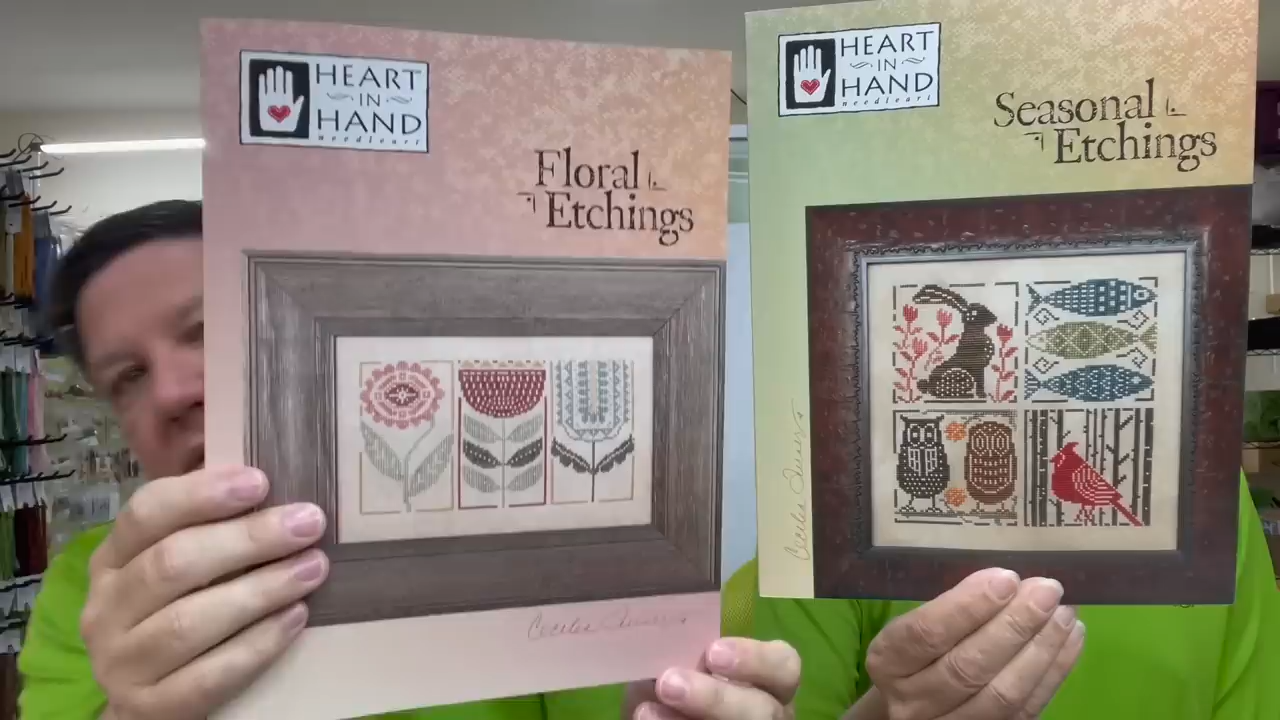 HEART
IN
HAND
needleart
Floral
Etchings
HEART
IN
HAND
needleart
Seasonal
Etchings